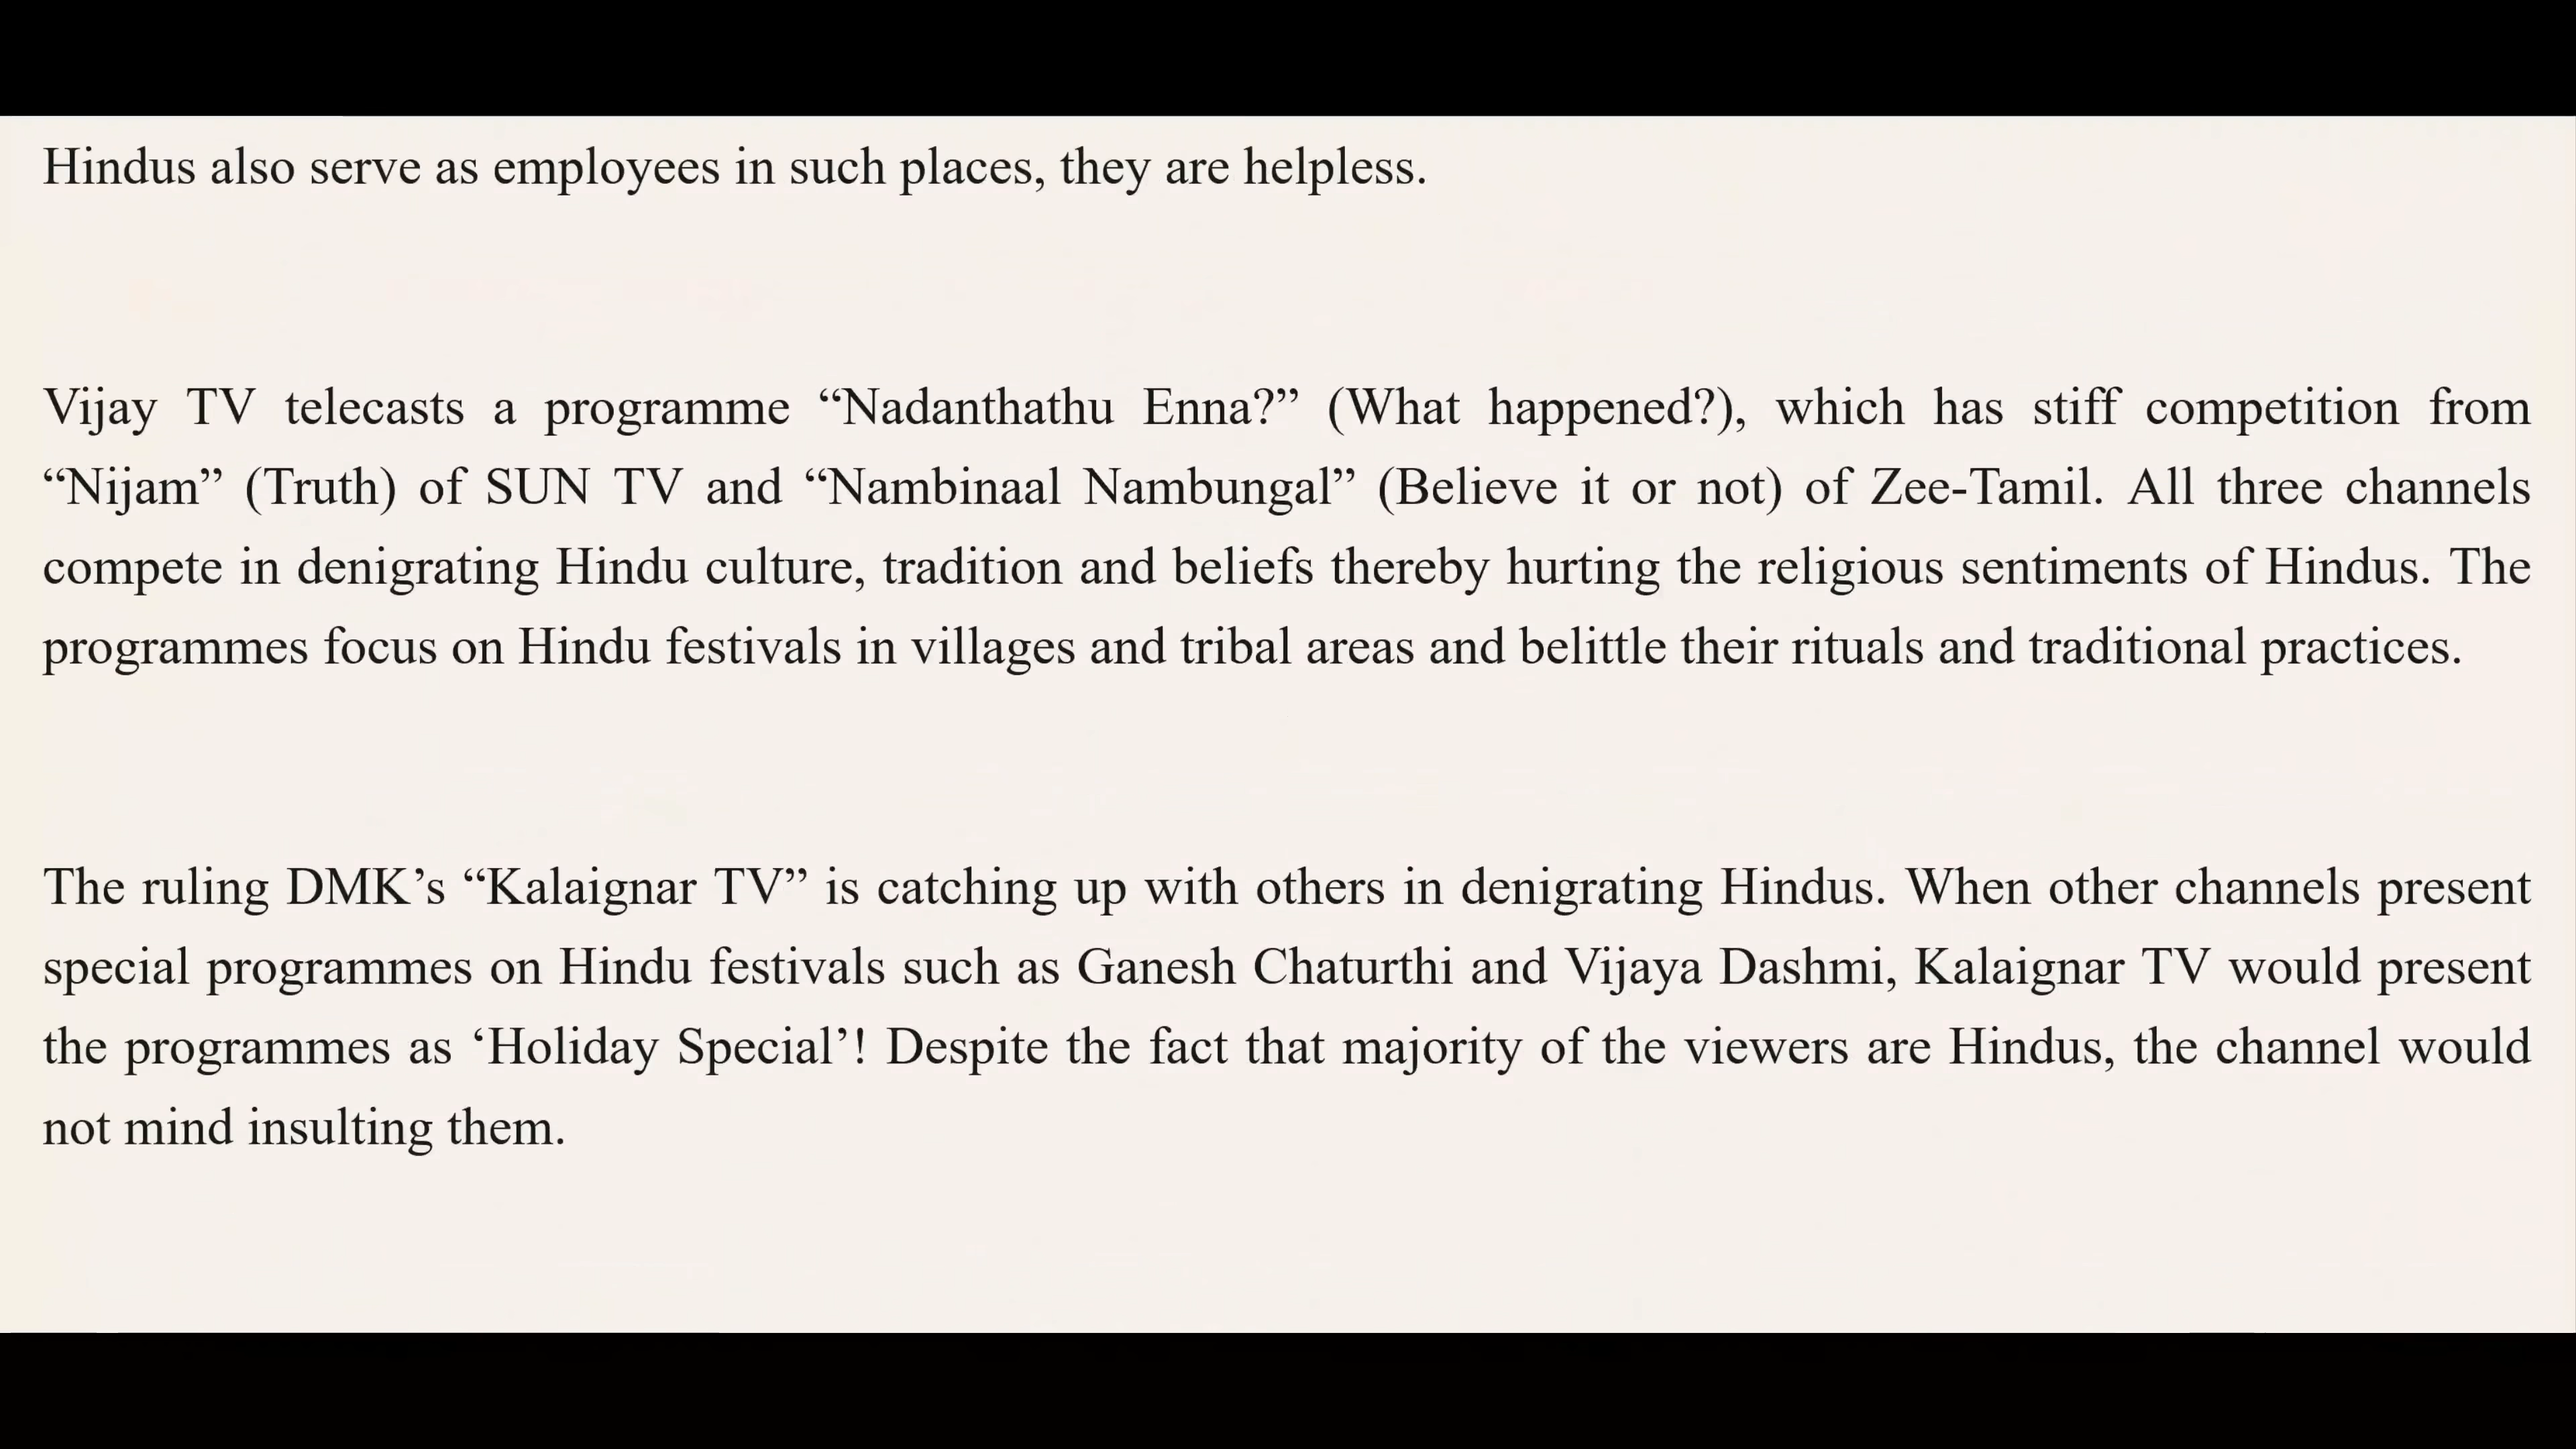 Hindus also serve as employees in such places, they are helpless.
Vijay TV telecasts a programme “Nadanthathu Enna?” (What happened?), which has stiff competition from
“Nijam” (Truth) of SUN TV and “Nambinaal Nambungal” (Believe it or not) of Zee-Tamil. All three channels
compete in denigrating Hindu culture, tradition and beliefs thereby hurting the religious sentiments of Hindus. The
programmes focus on Hindu festivals in villages and tribal areas and belittle their rituals and traditional practices.
The ruling DMK’s “Kalaignar TV” is catching up with others in denigrating Hindus. When other channels present
special programmes on Hindu festivals such as Ganesh Chaturthi and Vijaya Dashmi, Kalaignar TV would present
the programmes as ‘Holiday Special’! Despite the fact that majority of the viewers are Hindus, the channel would
not mind insulting them.